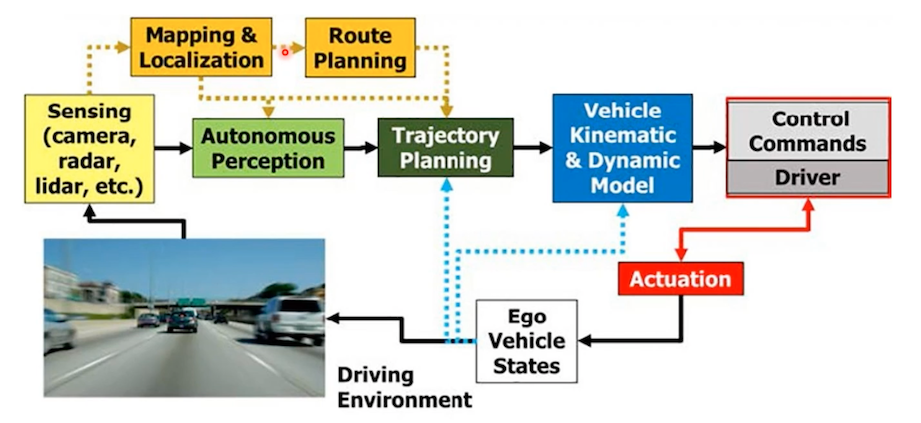 Mapping &
Localization
Route
Planning
Sensing
(camera,
radar,
lidar, etc.)
Autonomous
Perception
Trajectory
Planning
Vehicle
Kinematic
& Dynamic
Model
Control
Commands
Driver
Actuation
Ego
Vehicle
States
Driving
Environment